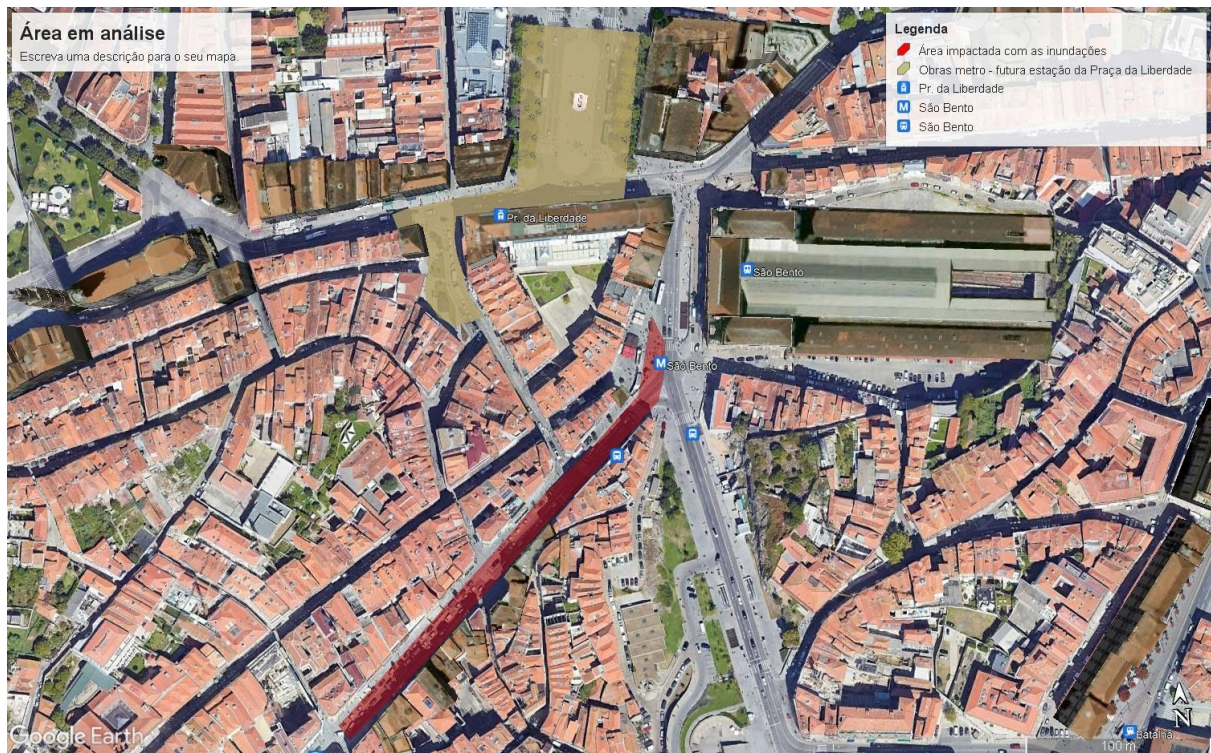 Área em análise
Escreva uma descrição para o seu mapa.
Legenda
Área impactada com as inundações
Obras metro - futura estação da Praça da Liberdade
Pr. da Liberdade
M São Bento
São Bento
Pr. da Liberdade
São Bento
M São Bento
N
Batalha
Google Earth
100 m